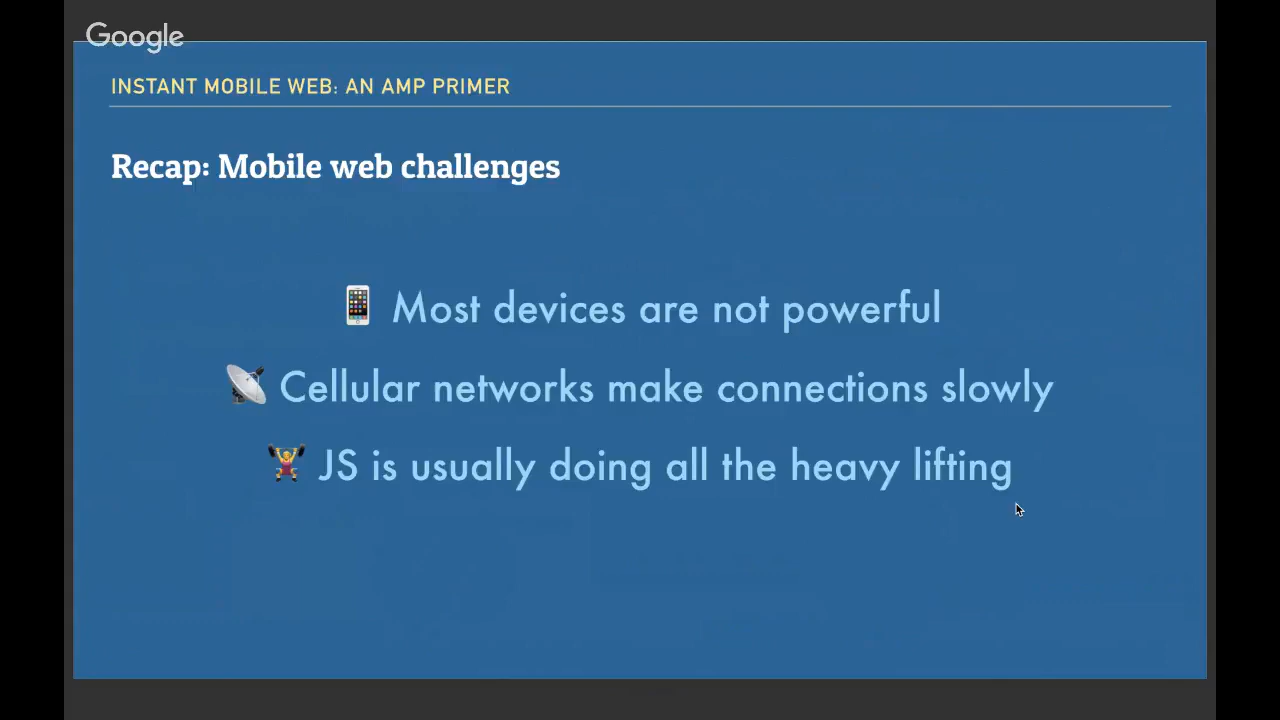 Google
INSTANT MOBILE WEB: AN AMP PRIMER
Recap: Mobile web challenges
📱 Most devices are not powerful
📡 Cellular networks make connections slowly
🏋️‍♀️ JS is usually doing all the heavy lifting